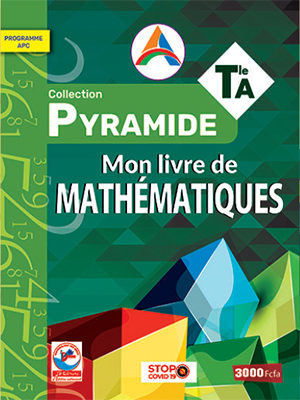 PROGRAMME
APC
Tle
A
Collection
PYRAMIDE
Mon livre de
MATHÉMATIQUES
STOP
COVID-19
3000 Fcfa